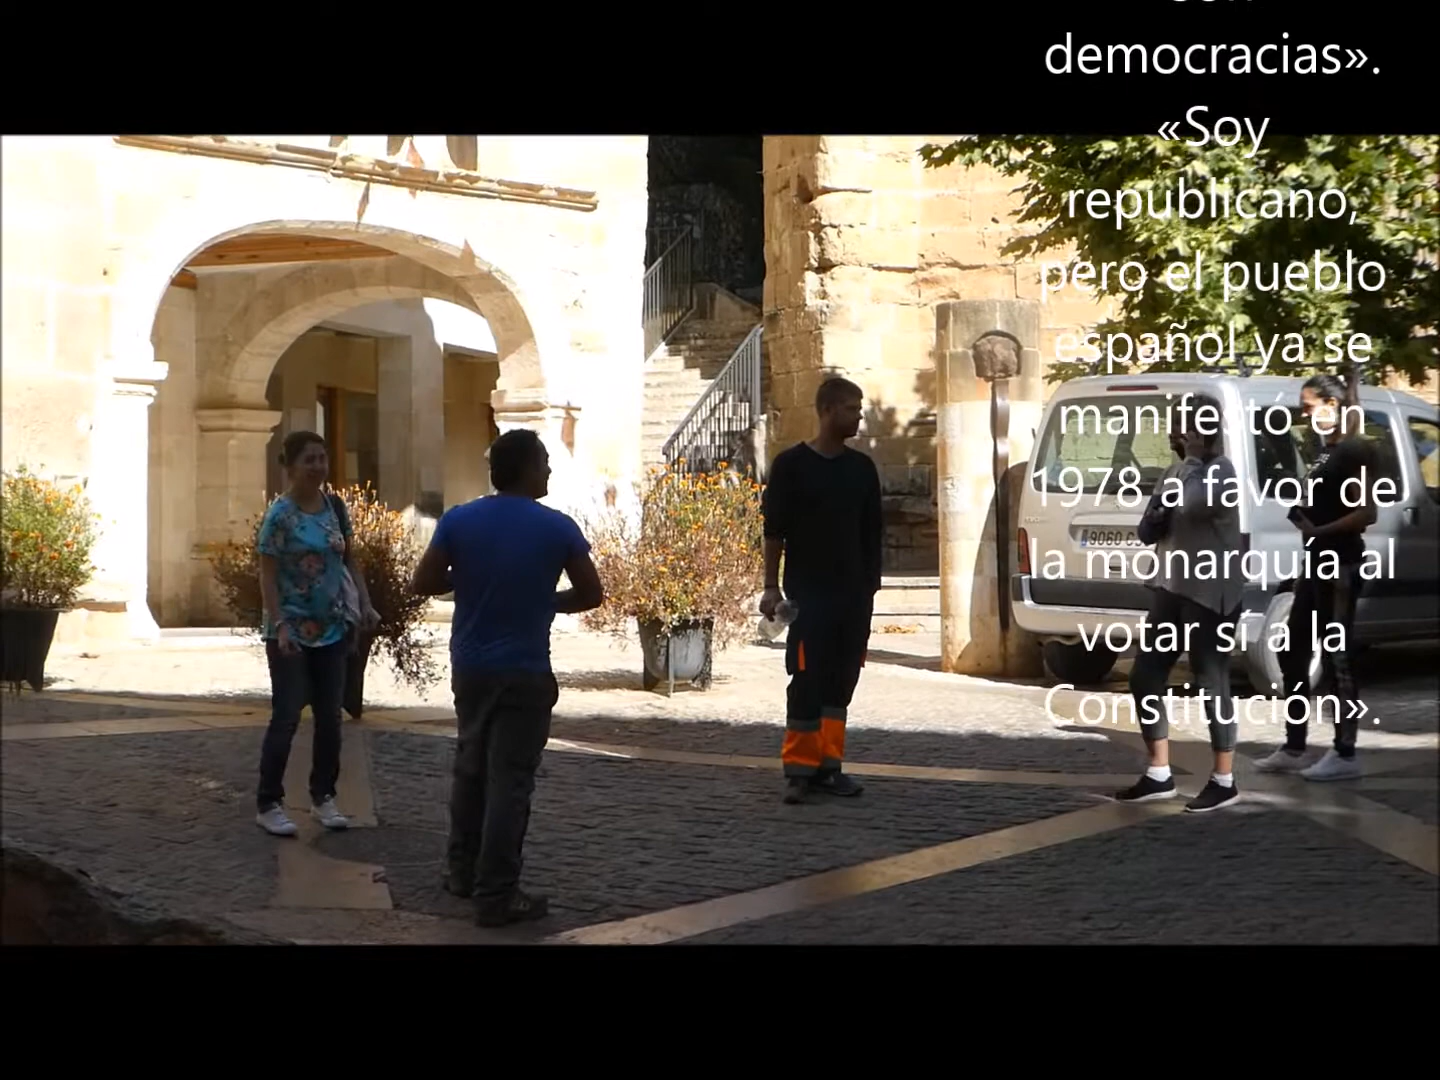 democracias».
«Soy
republicano,
pero el pueblo
español ya se
manifestó en
1978 a favor de
la monarquía al
votar sí a la
Constitución».
9060